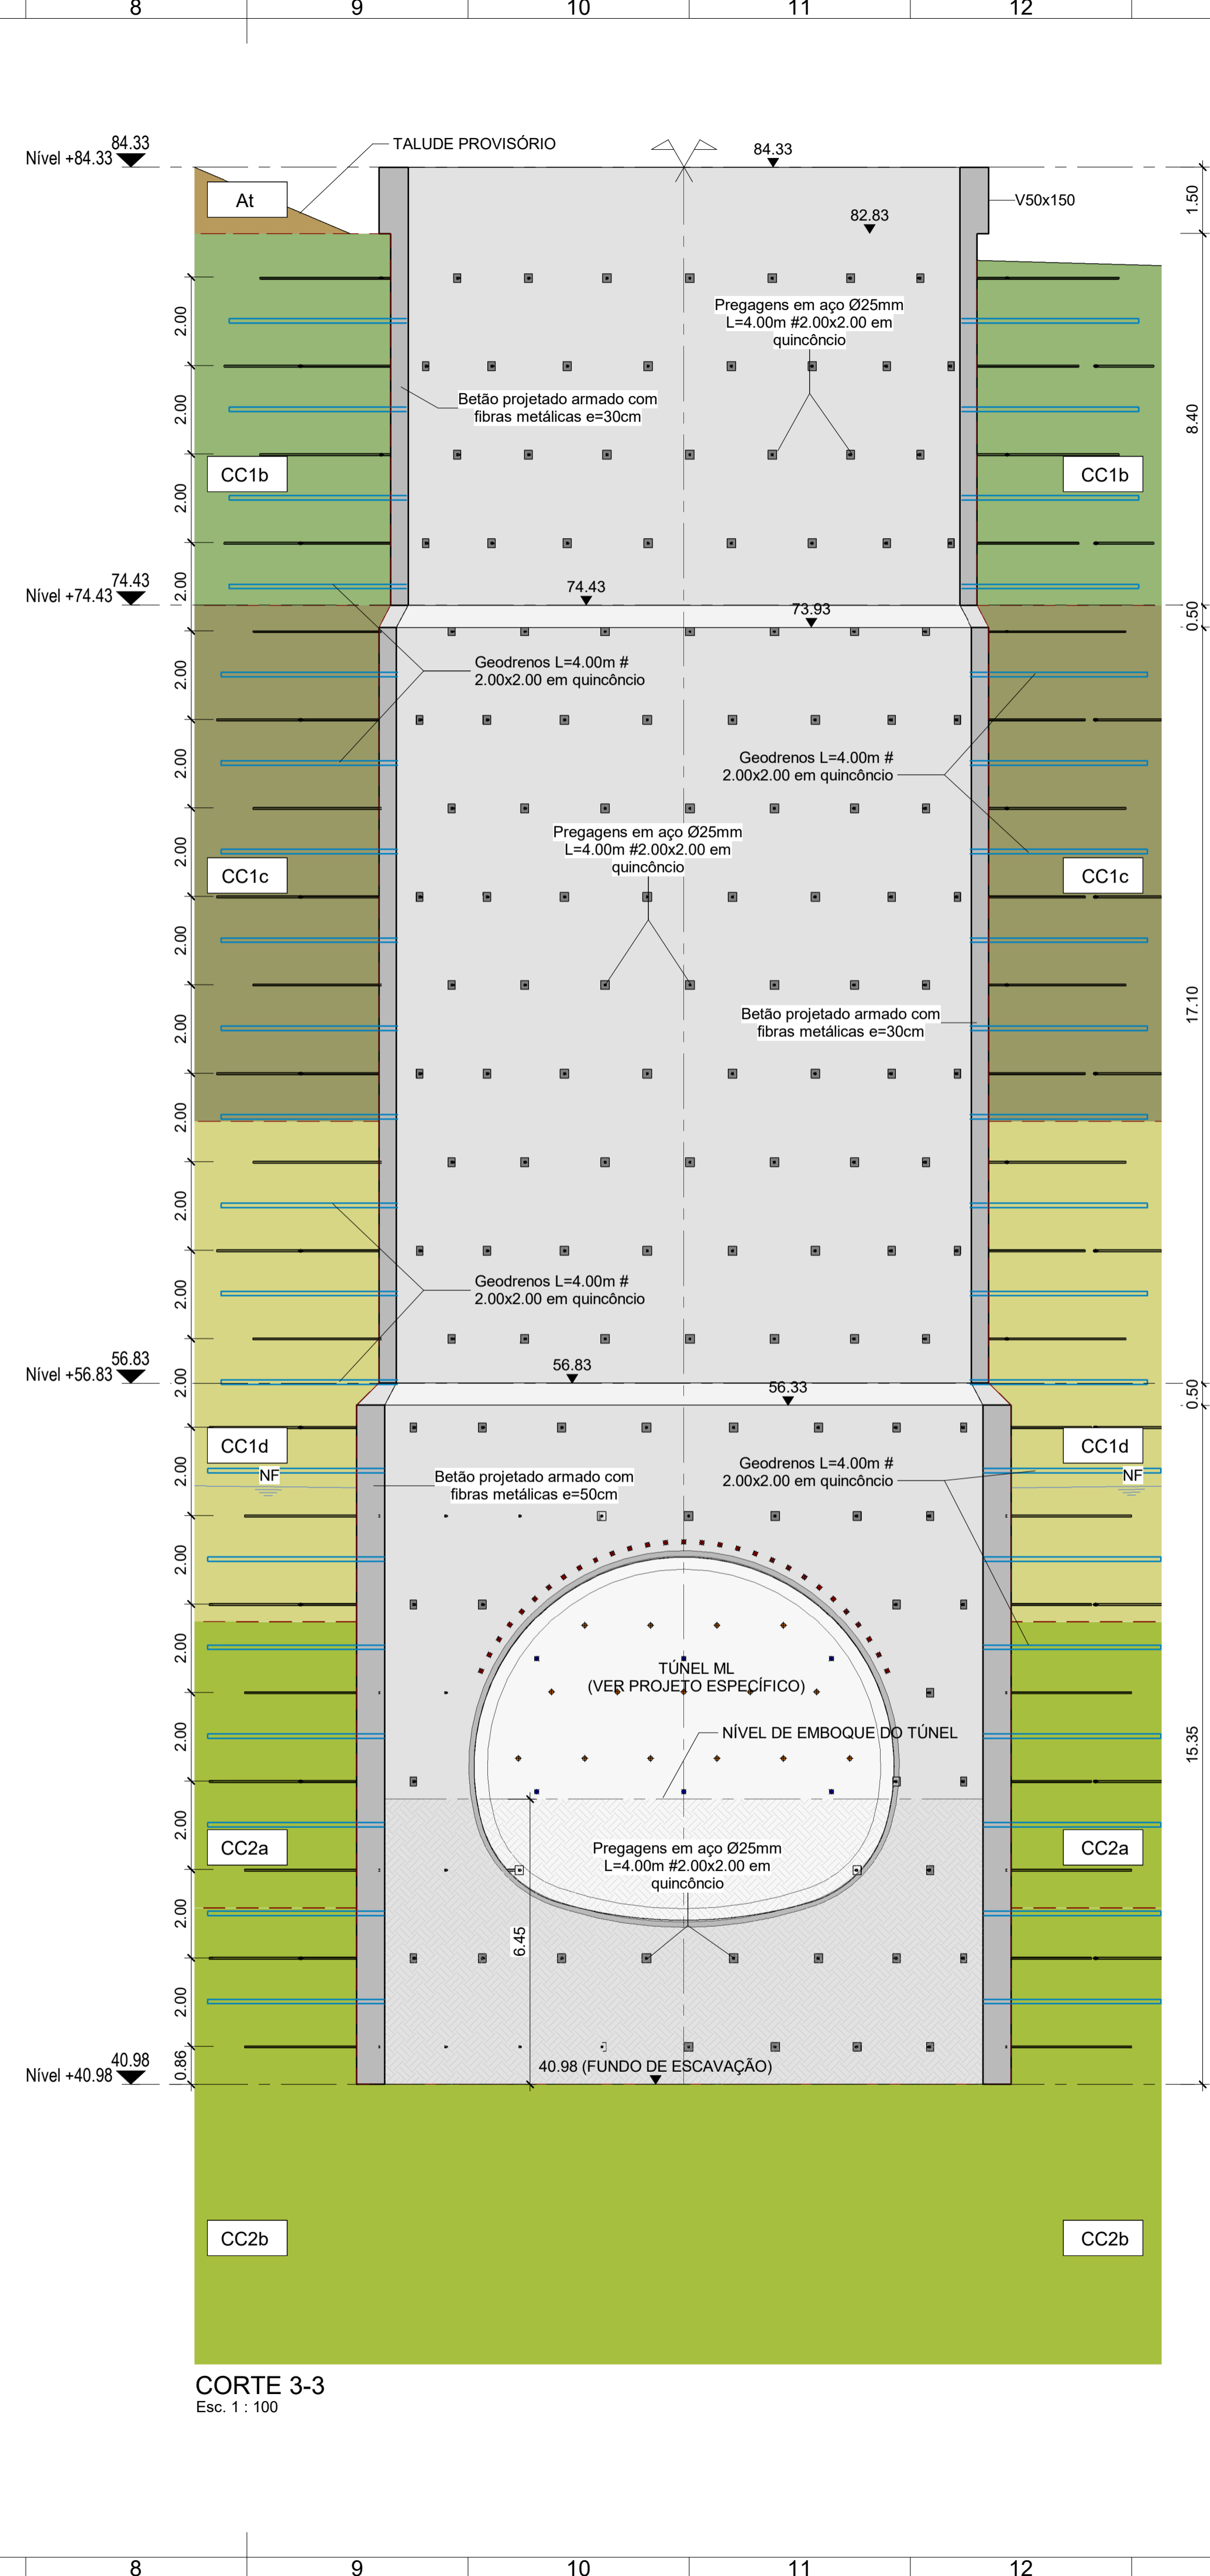 8 9 10 11 12
84.33
Nível +84.33
TALUDE PROVISÓRIO
84.33
At
V50x150
1.50
82.83
Pregagens em aço Ø25mm
L=4.00m #2.00x2.00 em
quincôncio
2.00
Betão projetado armado com
fibras metálicas e=30cm
2.00
8.40
CC1b
CC1b
2.00
74.43
Nível +74.43
2.00
74.43
73.93
0.50
Geodrenos L=4.00m #
2.00x2.00 em quincôncio
2.00
Geodrenos L=4.00m #
2.00x2.00 em quincôncio
2.00
Pregagens em aço Ø25mm
L=4.00m #2.00x2.00 em
quincôncio
2.00
CC1c
CC1c
2.00
Betão projetado armado com
fibras metálicas e=30cm
17.10
2.00
2.00
2.00
Geodrenos L=4.00m #
2.00x2.00 em quincôncio
2.00
56.83
Nível +56.83
2.00
56.83
56.33
0.50
CC1d
CC1d
Geodrenos L=4.00m #
2.00x2.00 em quincôncio
2.00
NF
NF
Betão projetado armado com
fibras metálicas e=50cm
2.00
2.00
TÚNEL ML
(VER PROJETO ESPECÍFICO)
NÍVEL DE EMBOQUE DO TÚNEL
2.00
15.35
2.00
CC2a
CC2a
Pregagens em aço Ø25mm
L=4.00m #2.00x2.00 em
quincôncio
2.00
6.45
2.00
40.98
Nível +40.98
0.86
40.98 (FUNDO DE ESCAVAÇÃO)
CC2b
CC2b
CORTE 3-3
Esc. 1 : 100
8 9 10 11 12